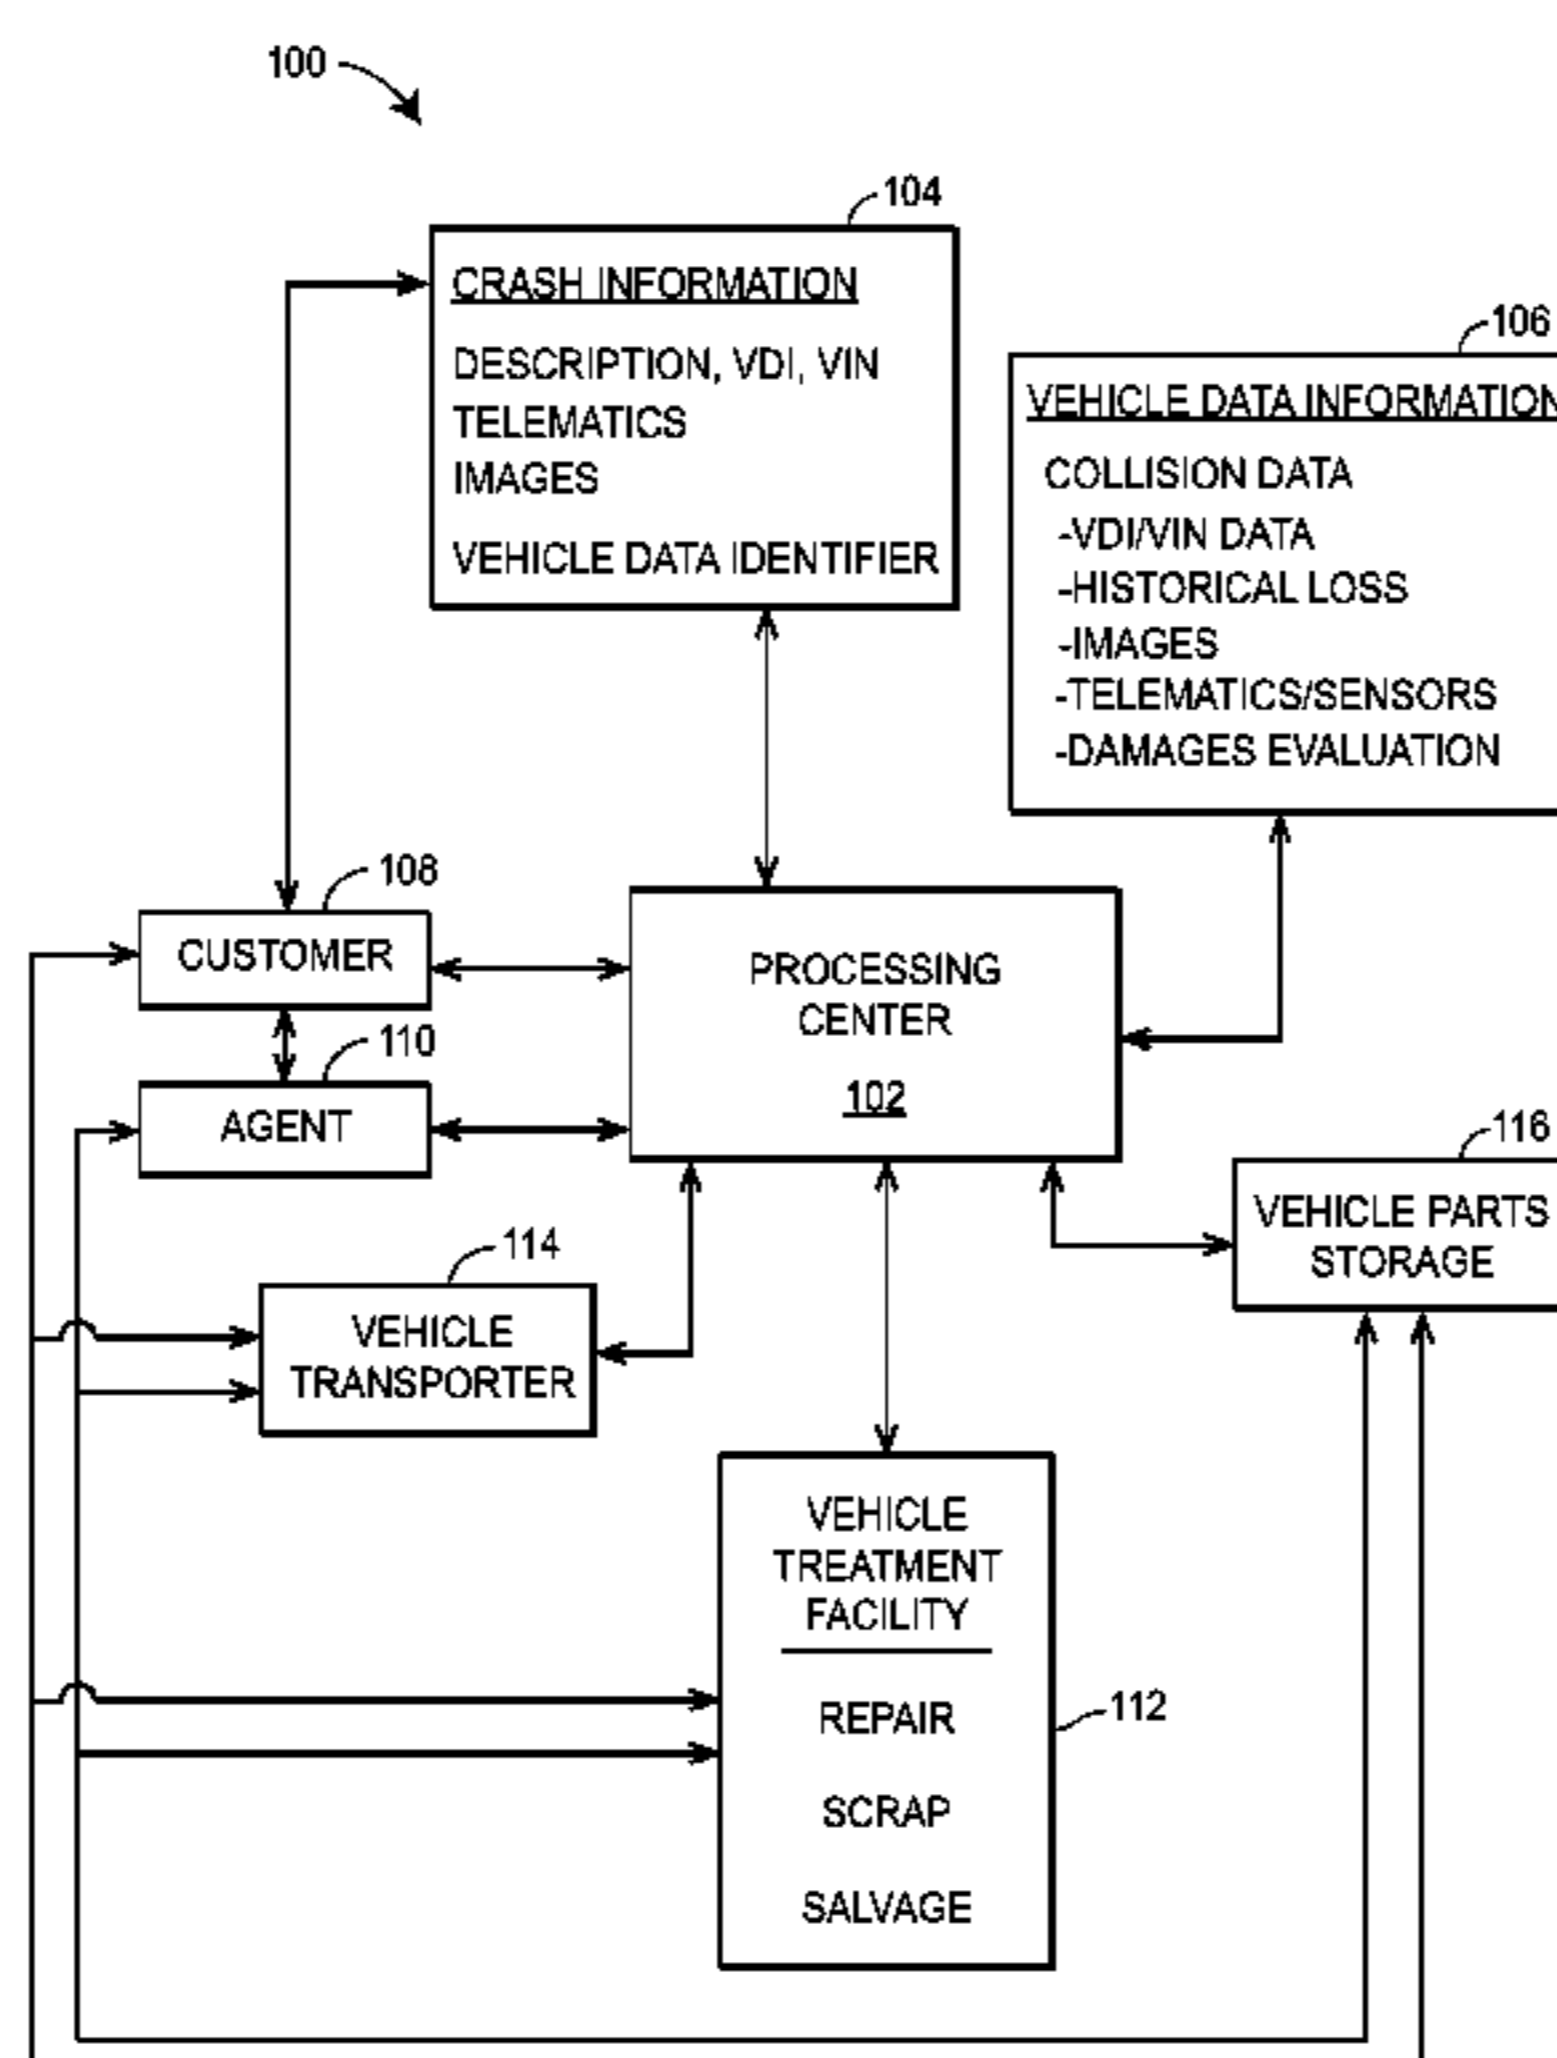 100
104
CRASH INFORMATION
DESCRIPTION, VDI, VIN
TELEMATICS
IMAGES
VEHICLE DATA IDENTIFIER
106
VEHICLE DATA INFORMATION
COLLISION DATA
-VDI/VIN DATA
-HISTORICAL LOSS
-IMAGES
-TELEMATICS/SENSORS
-DAMAGES EVALUATION
108
CUSTOMER
PROCESSING
CENTER
102
110
AGENT
116
VEHICLE PARTS
STORAGE
114
VEHICLE
TRANSPORTER
VEHICLE
TREATMENT
FACILITY
REPAIR
SCRAP
SALVAGE
112